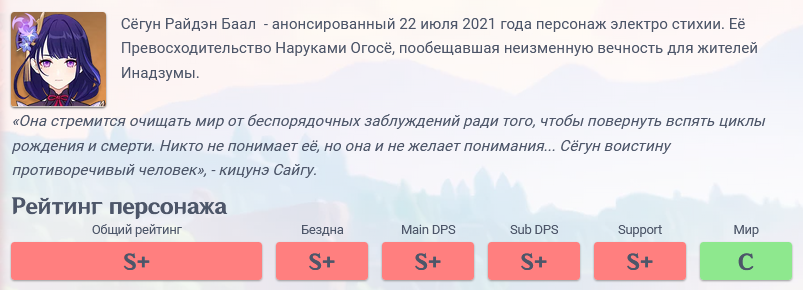 Сёгун Райдэн Баал - анонсированный 22 июля 2021 года персонаж электро стихии. Её
Превосходительство Наруками Огосё, пообещавшая неизменную вечность для жителей
Инадзумы.
«Она стремится очищать мир от беспорядочных заблуждений ради того, чтобы повернуть вспять циклы
рождения и смерти. Никто не понимает её, но она и не желает понимания... Сёгун воистину
противоречивый человек», - кицунэ Сайгу.
Рейтинг персонажа
Общий рейтинг Бездна Main DPS Sub DPS Support Мир
S+ S+ S+ S+ S+ C